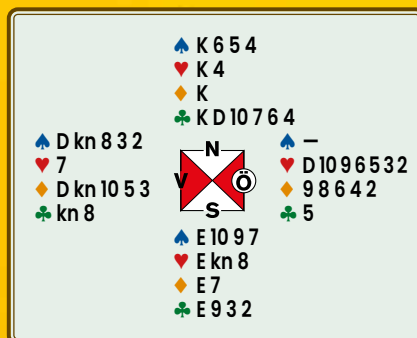 ♠ K 6 5 4
♥ K 4
♦ K
♣ K D 10 7 6 4
♠ D kn 8 3 2
♥ 7
♦ D kn 10 5 3
♣ kn 8
N
V Ö
S
♠ –
♥ D 10 9 6 5 3 2
♦ 9 8 6 4 2
♣ 5
♠ E 10 9 7
♥ E kn 8
♦ E 7
♣ E 9 3 2